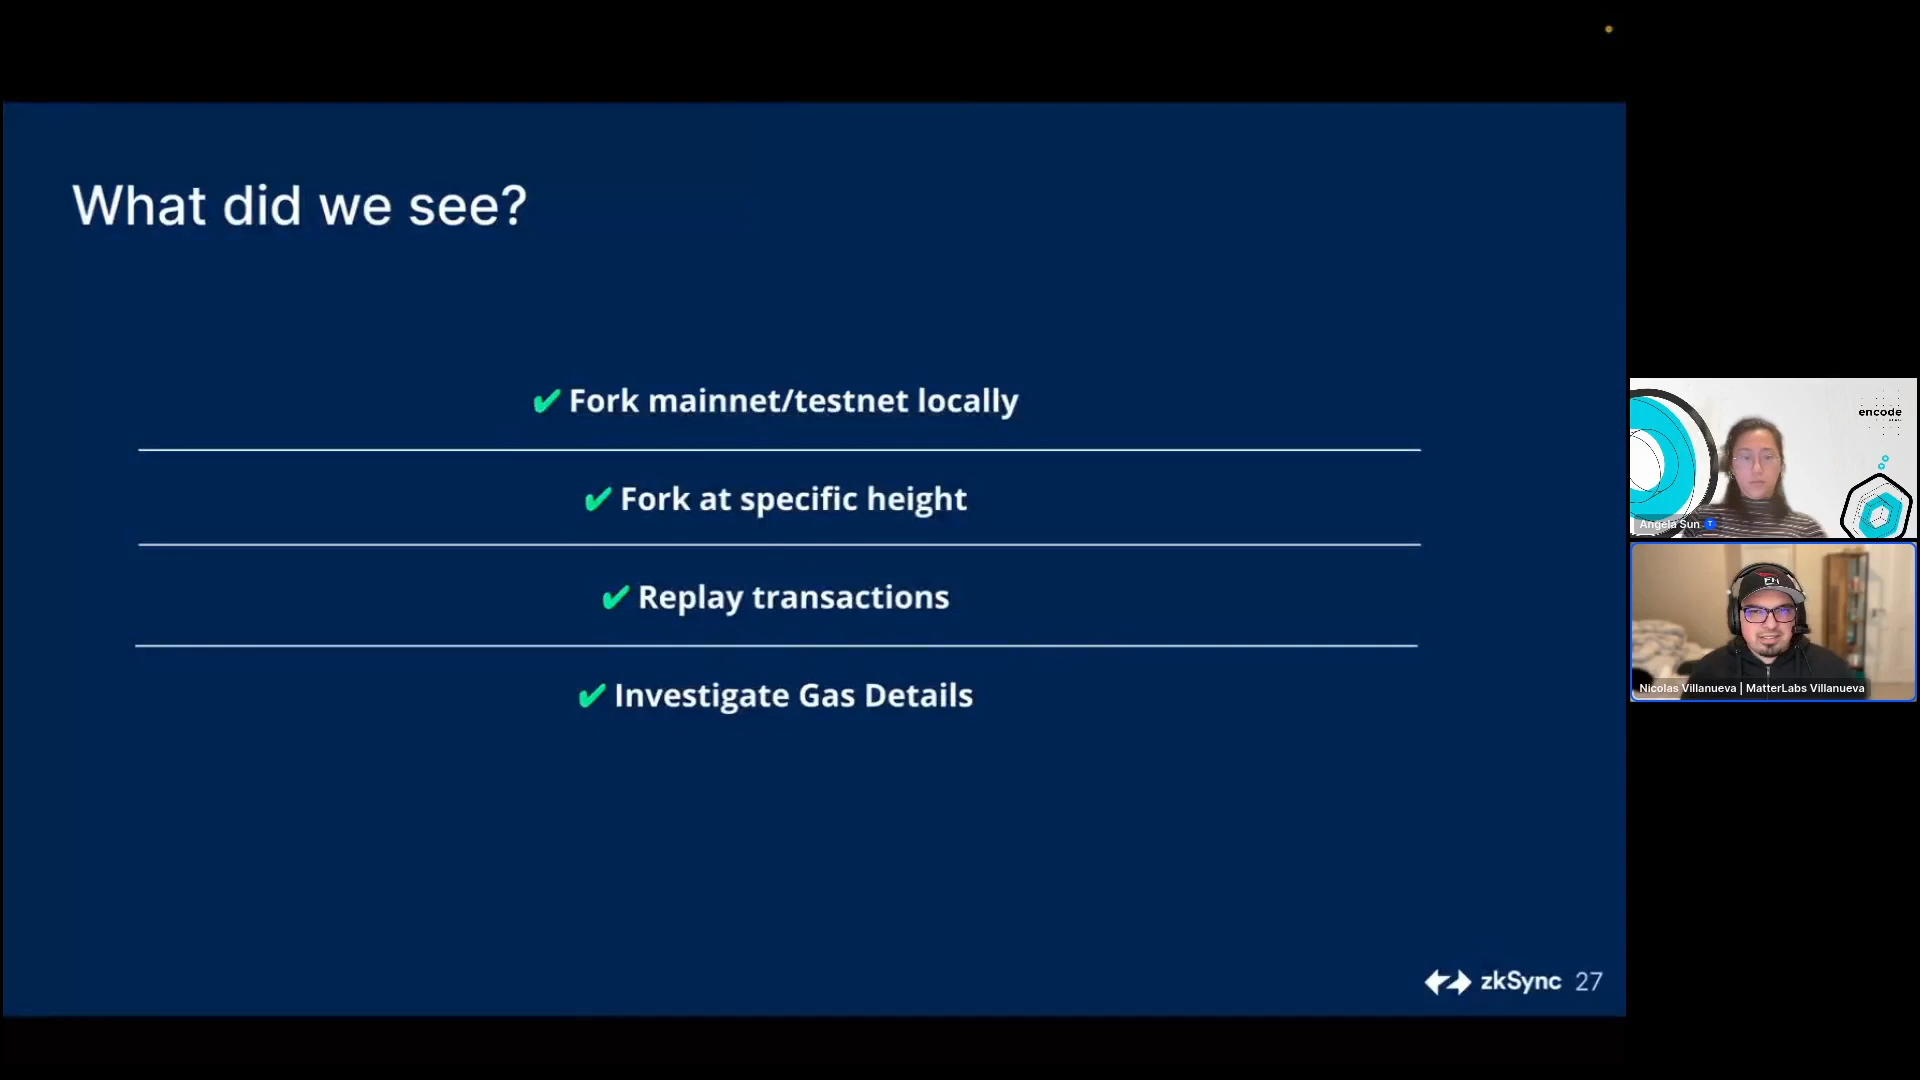 What did we see?
✔ Fork mainnet/testnet locally
✔ Fork at specific height
✔ Replay transactions
✔ Investigate Gas Details
zkSync 27
encode
Angela Sun T
Nicolas Villanueva | MatterLabs Villanueva